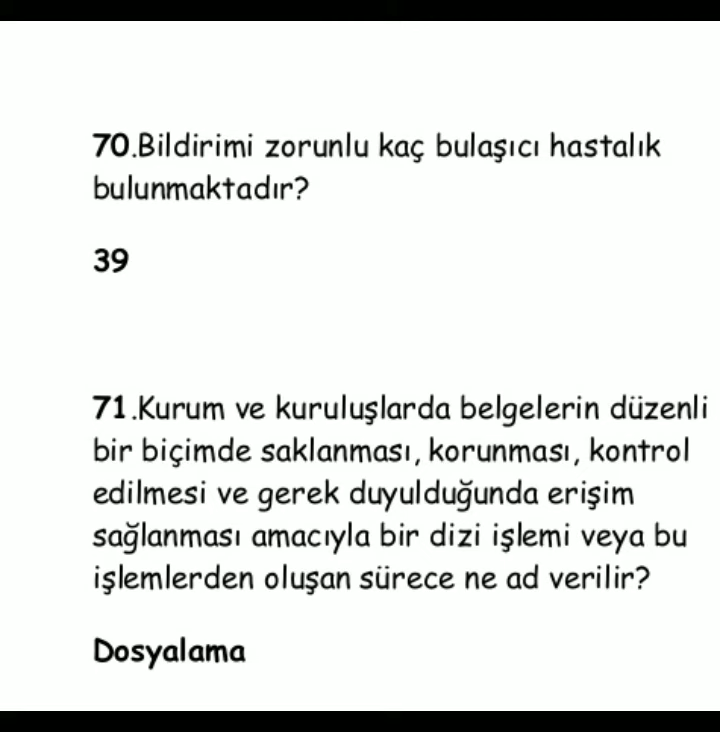 70.Bildirimi zorunlu kaç bulaşıcı hastalık
bulunmaktadır?
39
71.Kurum ve kuruluşlarda belgelerin düzenli
bir biçimde saklanması, korunması, kontrol
edilmesi ve gerek duyulduğunda erişim
sağlanması amacıyla bir dizi işlemi veya bu
işlemlerden oluşan sürece ne ad verilir?
Dosyalama